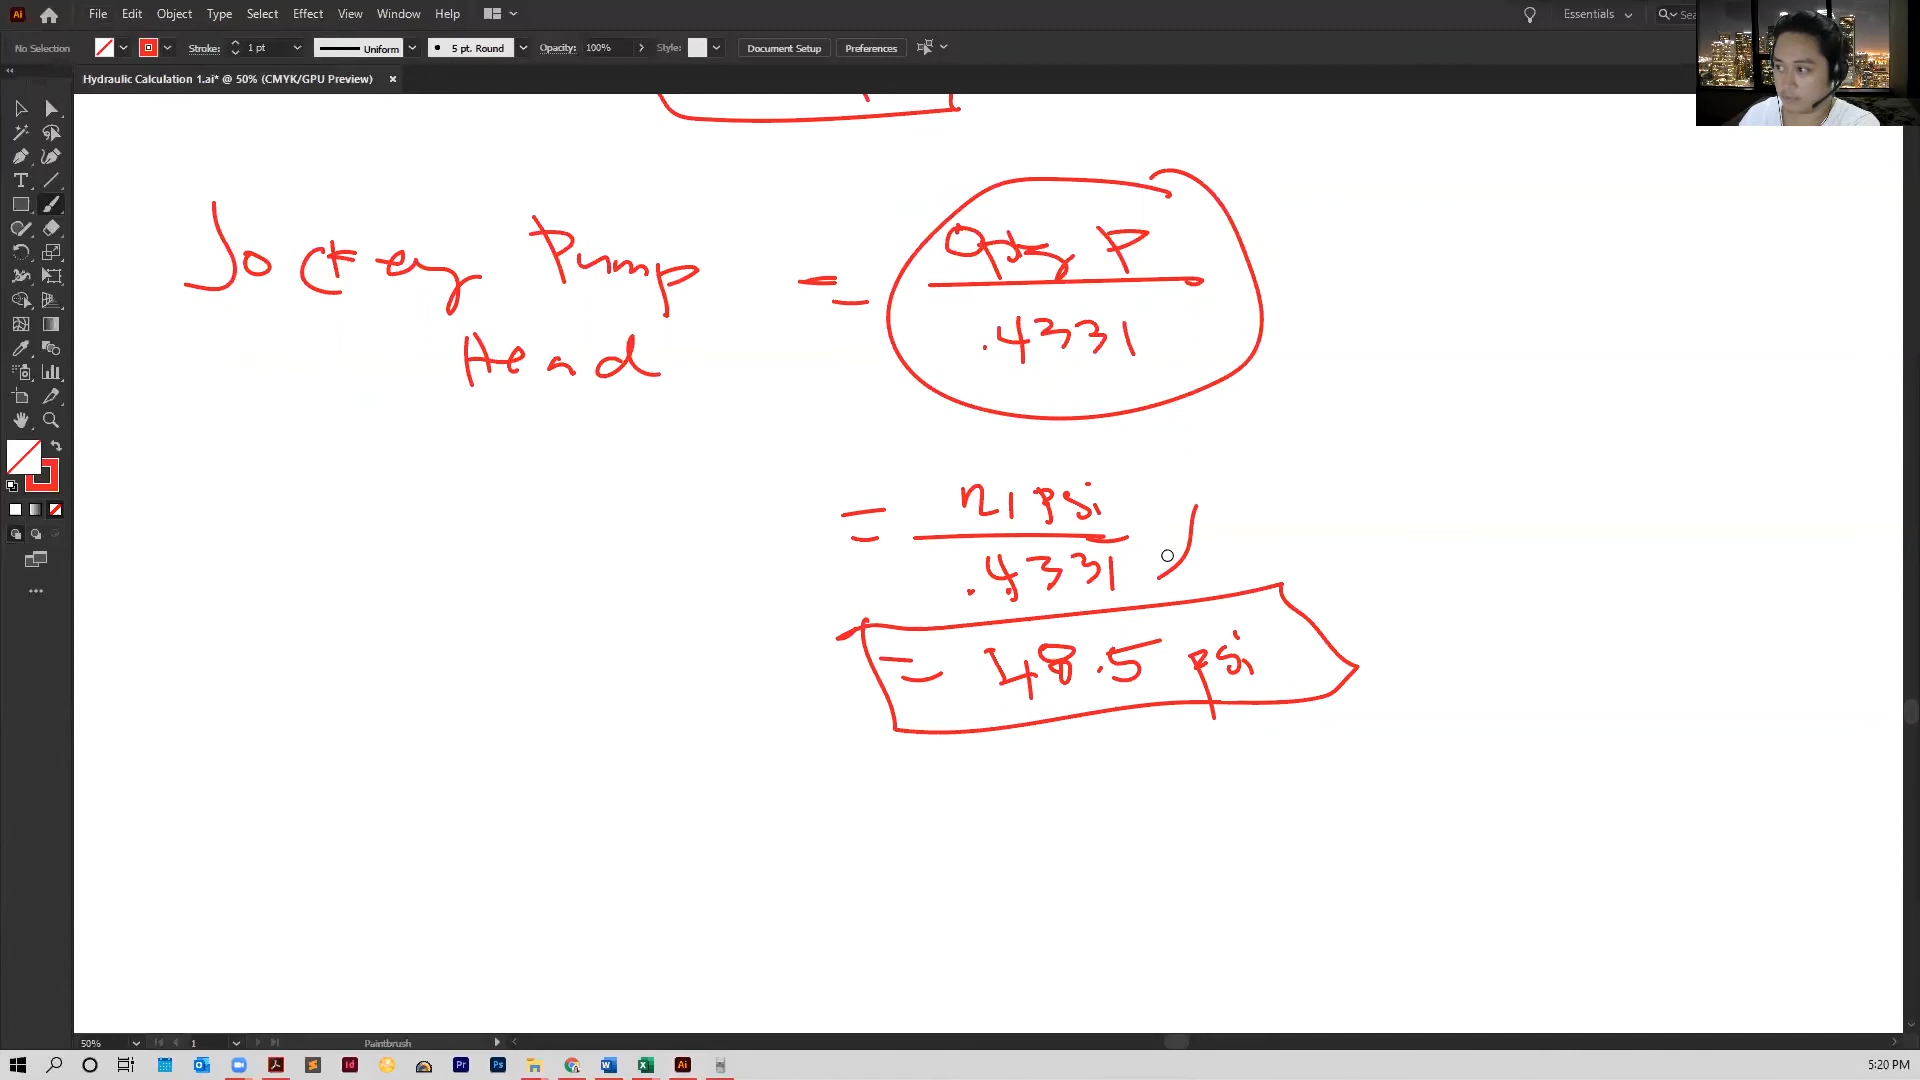 File Edit Object Type Select Effect View Window Help
Essentials
Sea
No Selection
Stroke: 1 pt
Uniform
5 pt. Round
Opacity: 100%
Style:
Document Setup
Preferences
Hydraulic Calculation 1.ai* @ 50% (CMYK/GPU Preview) ×
Jockey Pump = P
Head .4331
= 21 psi
.4331
= 48.5 psi
50%
1
Paintbrush
5:20 PM